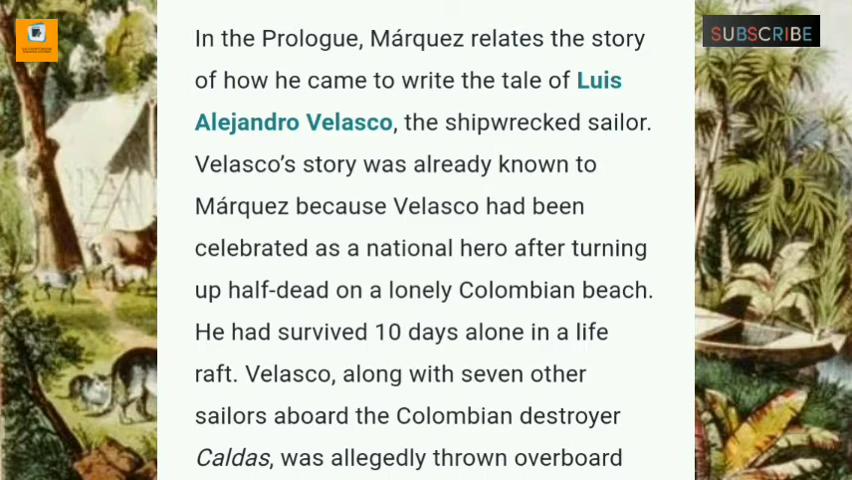 SUBSCRIBE
In the Prologue, Márquez relates the story
of how he came to write the tale of Luis
Alejandro Velasco, the shipwrecked sailor.
Velasco’s story was already known to
Márquez because Velasco had been
celebrated as a national hero after turning
up half-dead on a lonely Colombian beach.
He had survived 10 days alone in a life
raft. Velasco, along with seven other
sailors aboard the Colombian destroyer
Caldas, was allegedly thrown overboard